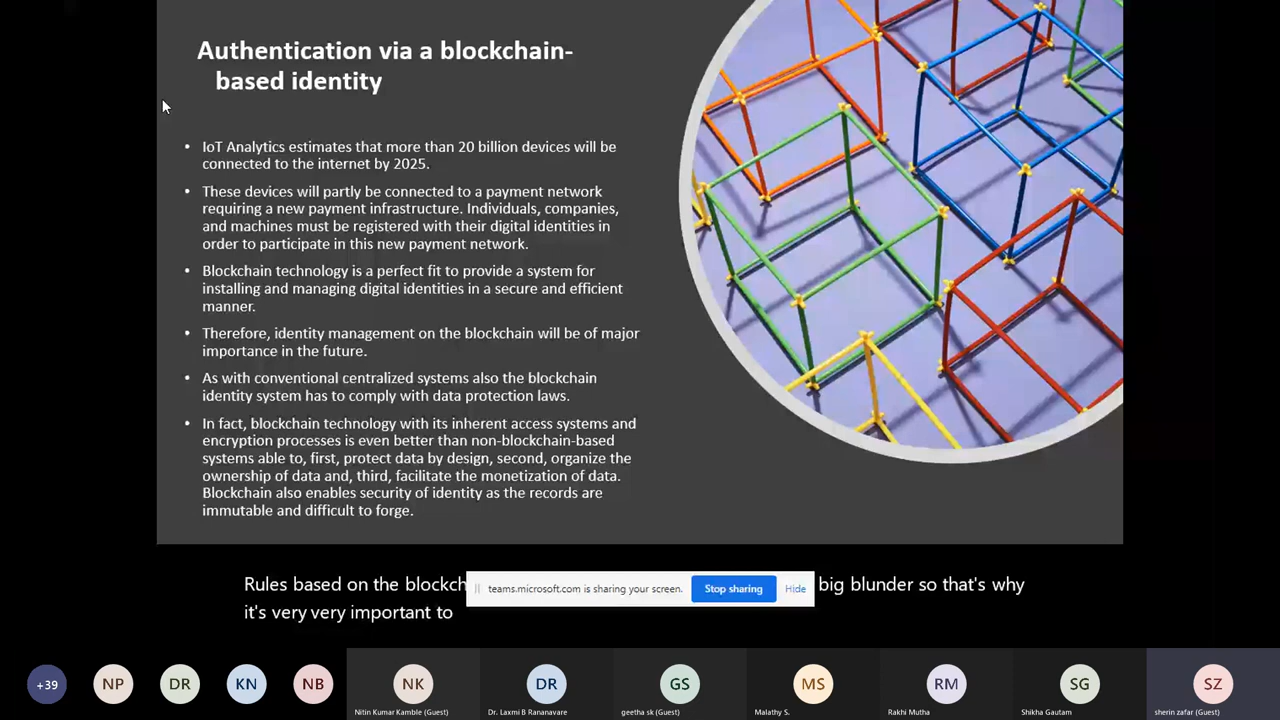 Authentication via a blockchain-
based identity
• IoT Analytics estimates that more than 20 billion devices will be
connected to the internet by 2025.
• These devices will partly be connected to a payment network
requiring a new payment infrastructure. Individuals, companies,
and machines must be registered with their digital identities in
order to participate in this new payment network.
• Blockchain technology is a perfect fit to provide a system for
installing and managing digital identities in a secure and efficient
manner.
• Therefore, identity management on the blockchain will be of major
importance in the future.
• As with conventional centralized systems also the blockchain
identity system has to comply with data protection laws.
• In fact, blockchain technology with its inherent access systems and
encryption processes is even better than non-blockchain-based
systems able to, first, protect data by design, second, organize the
ownership of data and, third, facilitate the monetization of data.
Blockchain also enables security of identity as the records are
immutable and difficult to forge.
Rules based on the blockch
teams.microsoft.com is sharing your screen. Stop sharing Hide
big blunder so that's why
it's very very important to
+39 NP DR KN NB NK DR GS MS RM SG SZ
Nitin Kumar Kamble (Guest) Dr. Laxmi B Rananavare geetha sk (Guest) Malathy S. Rakhi Mutha Shikha Gautam sherin zafar (Guest)